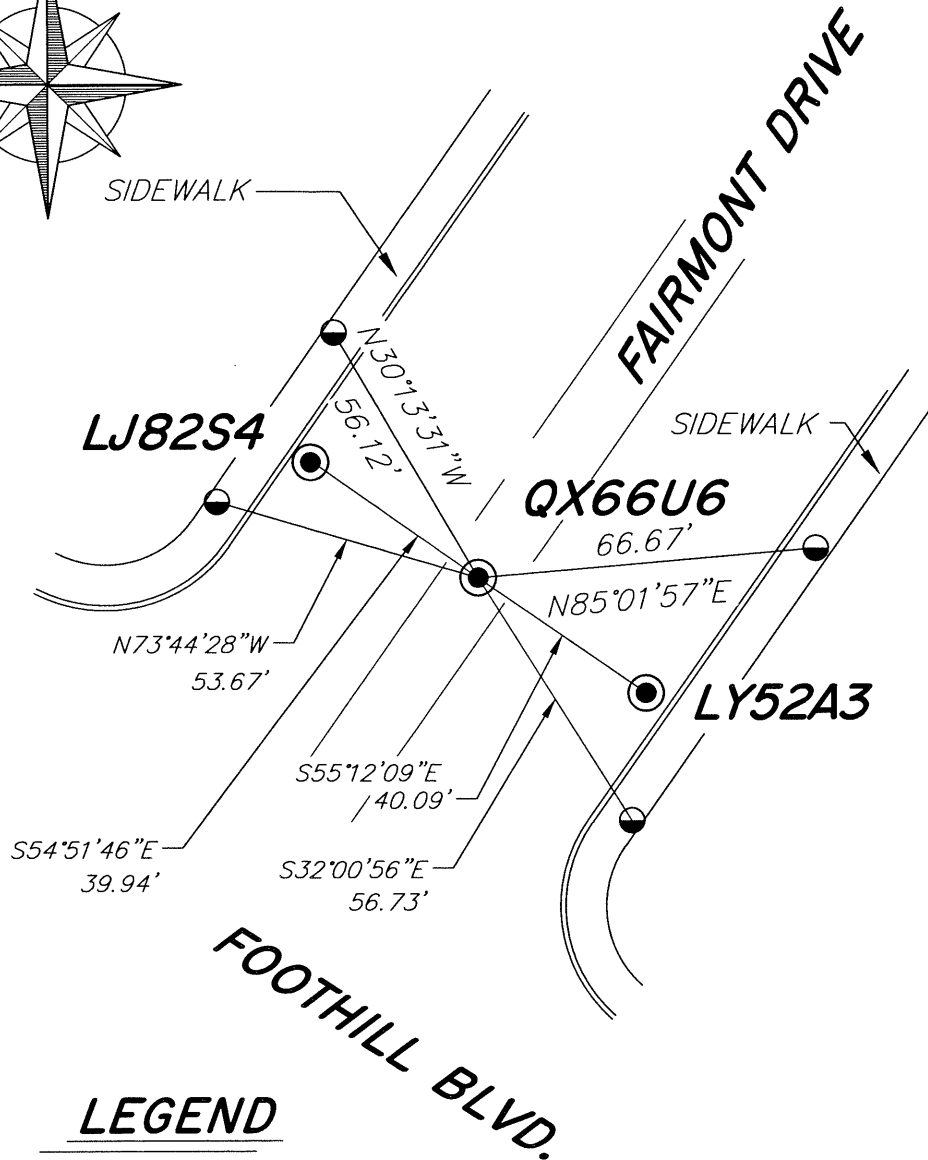 SIDEWALK
FAIRMONT DRIVE
N30°13'31"W
56.12'
LJ82S4
SIDEWALK
QX66U6
66.67'
N85°01'57"E
N73°44'28"W
53.67'
LY52A3
S55°12'09"E
40.09'
S54°51'46"E
39.94'
S32°00'56"E
56.73'
FOOTHILL BLVD.
LEGEND